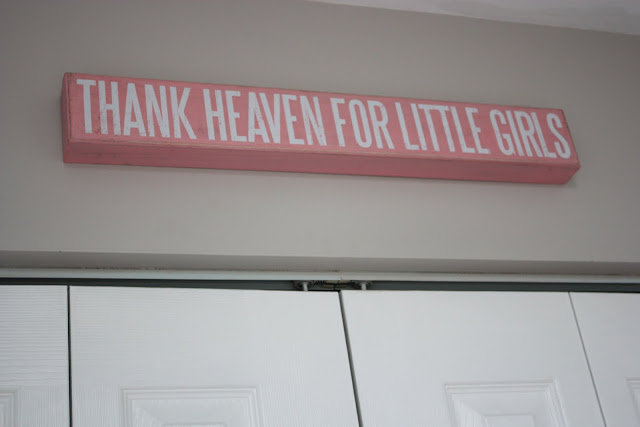 THANK HEAVEN FOR LITTLE GIRLS